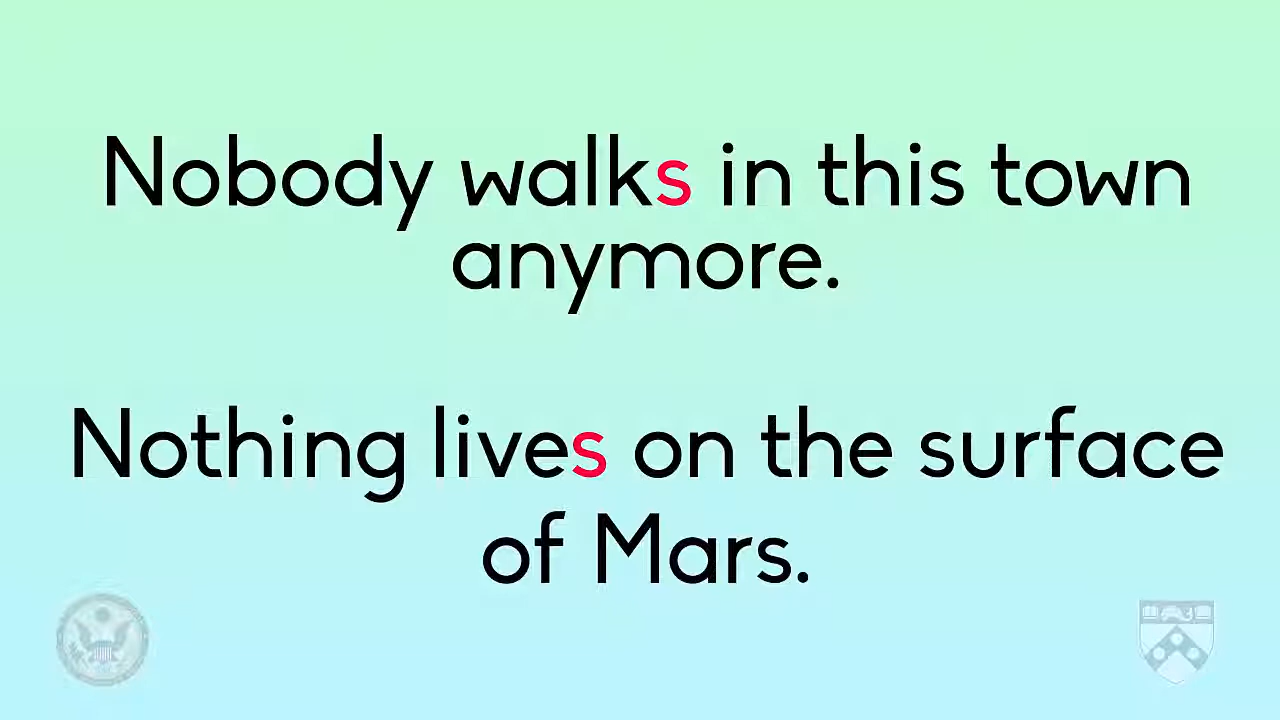 Nobody walks in this town
anymore.
Nothing lives on the surface
of Mars.